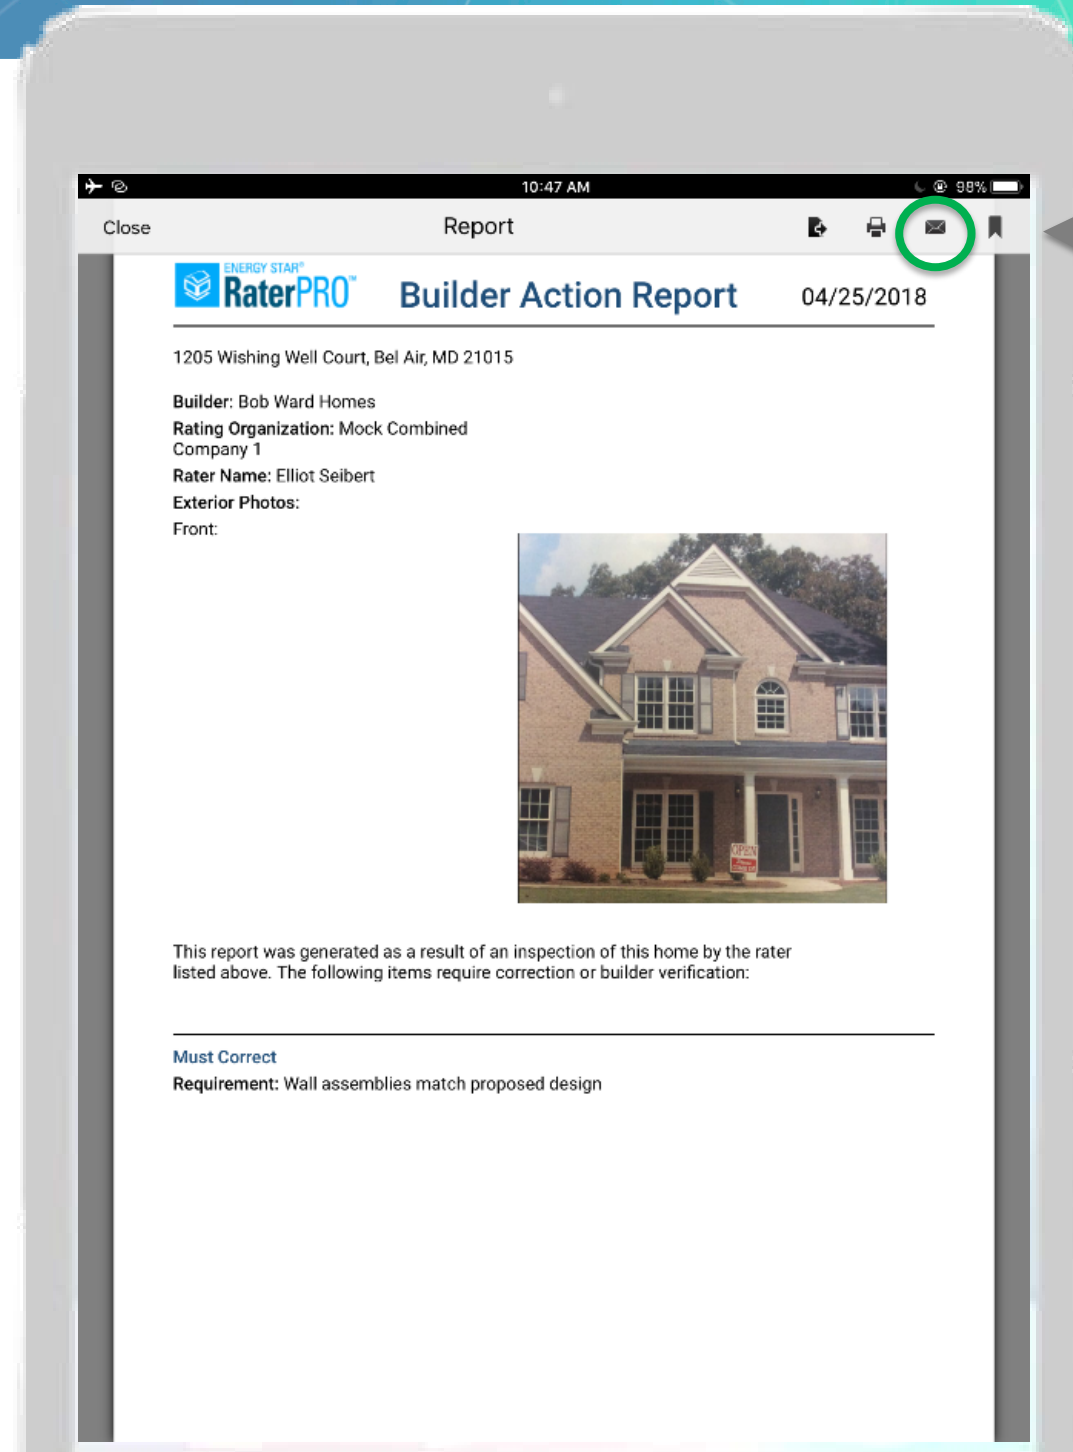 10:47 AM
98%
Close
Report
ENERGY STAR®
RaterPRO™
Builder Action Report
04/25/2018
1205 Wishing Well Court, Bel Air, MD 21015
Builder: Bob Ward Homes
Rating Organization: Mock Combined
Company 1
Rater Name: Elliot Seibert
Exterior Photos:
Front:
OPEN
This report was generated as a result of an inspection of this home by the rater
listed above. The following items require correction or builder verification:
Must Correct
Requirement: Wall assemblies match proposed design